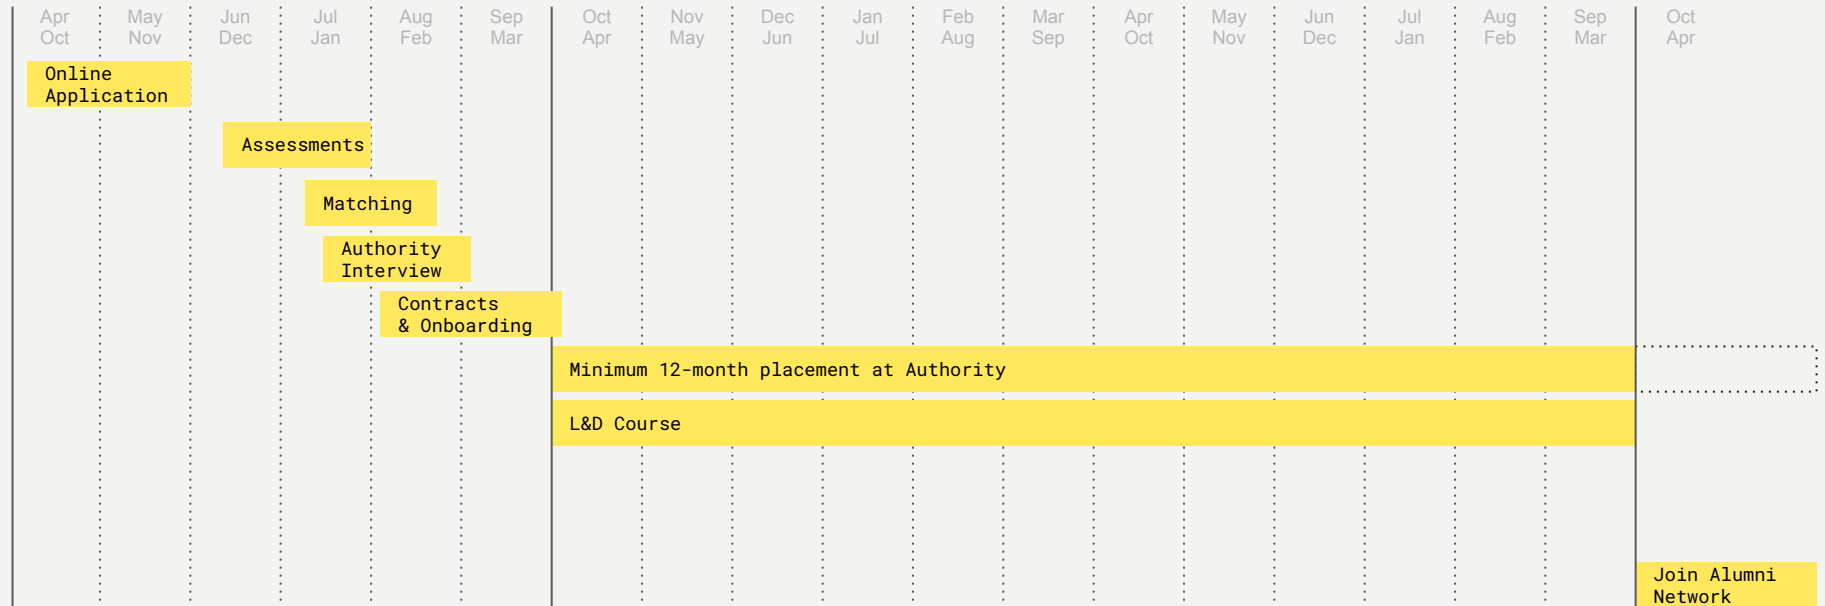 Apr May Jun Jul Aug Sep Oct Nov Dec Jan Feb Mar Apr May Jun Jul Aug Sep Oct
Oct Nov Dec Jan Feb Mar Apr May Jun Jul Aug Sep Oct Nov Dec Jan Feb Mar Apr
Online
Application
Assessments
Matching
Authority
Interview
Contracts
& Onboarding
Minimum 12-month placement at Authority
L&D Course
Join Alumni
Network